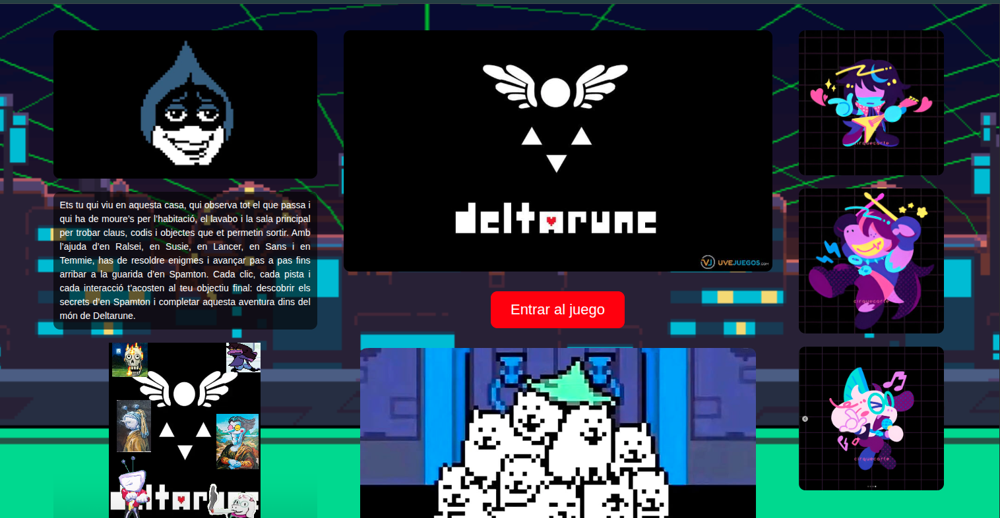 Ets tu qui viu en aquesta casa, qui observa tot el que passa i
qui ha de moure’s per l’habitació, el lavabo i la sala principal
per trobar claus, codis i objectes que et permetin sortir. Amb
l’ajuda d’en Ralsei, en Susie, en Lancer, en Sans i en
Temmie, has de resoldre enigmes i avançar pas a pas fins
arribar a la guarida d’en Spamton. Cada clic, cada pista i
cada interacció t’acosten al teu objectiu final: descobrir els
secrets d’en Spamton i completar aquesta aventura dins del
món de Deltarune.
deltarune
VJ UVEJUEGOS.COM
Entrar al juego
deltarune
cirquecarte
cirquecarte
cirquecarte